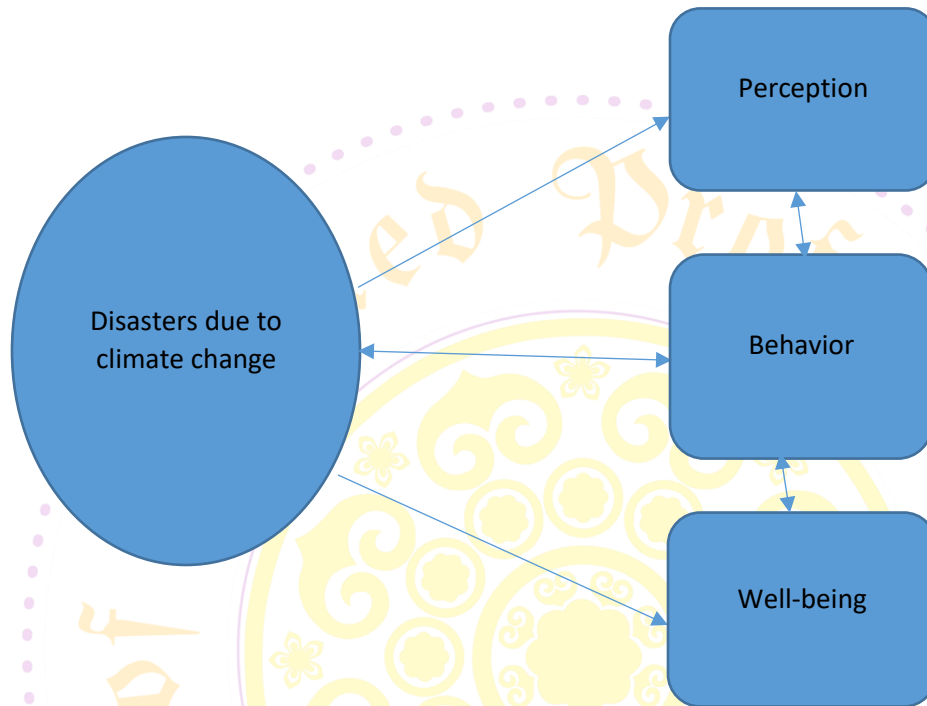 Perception
Disasters due to
climate change
Behavior
Well-being